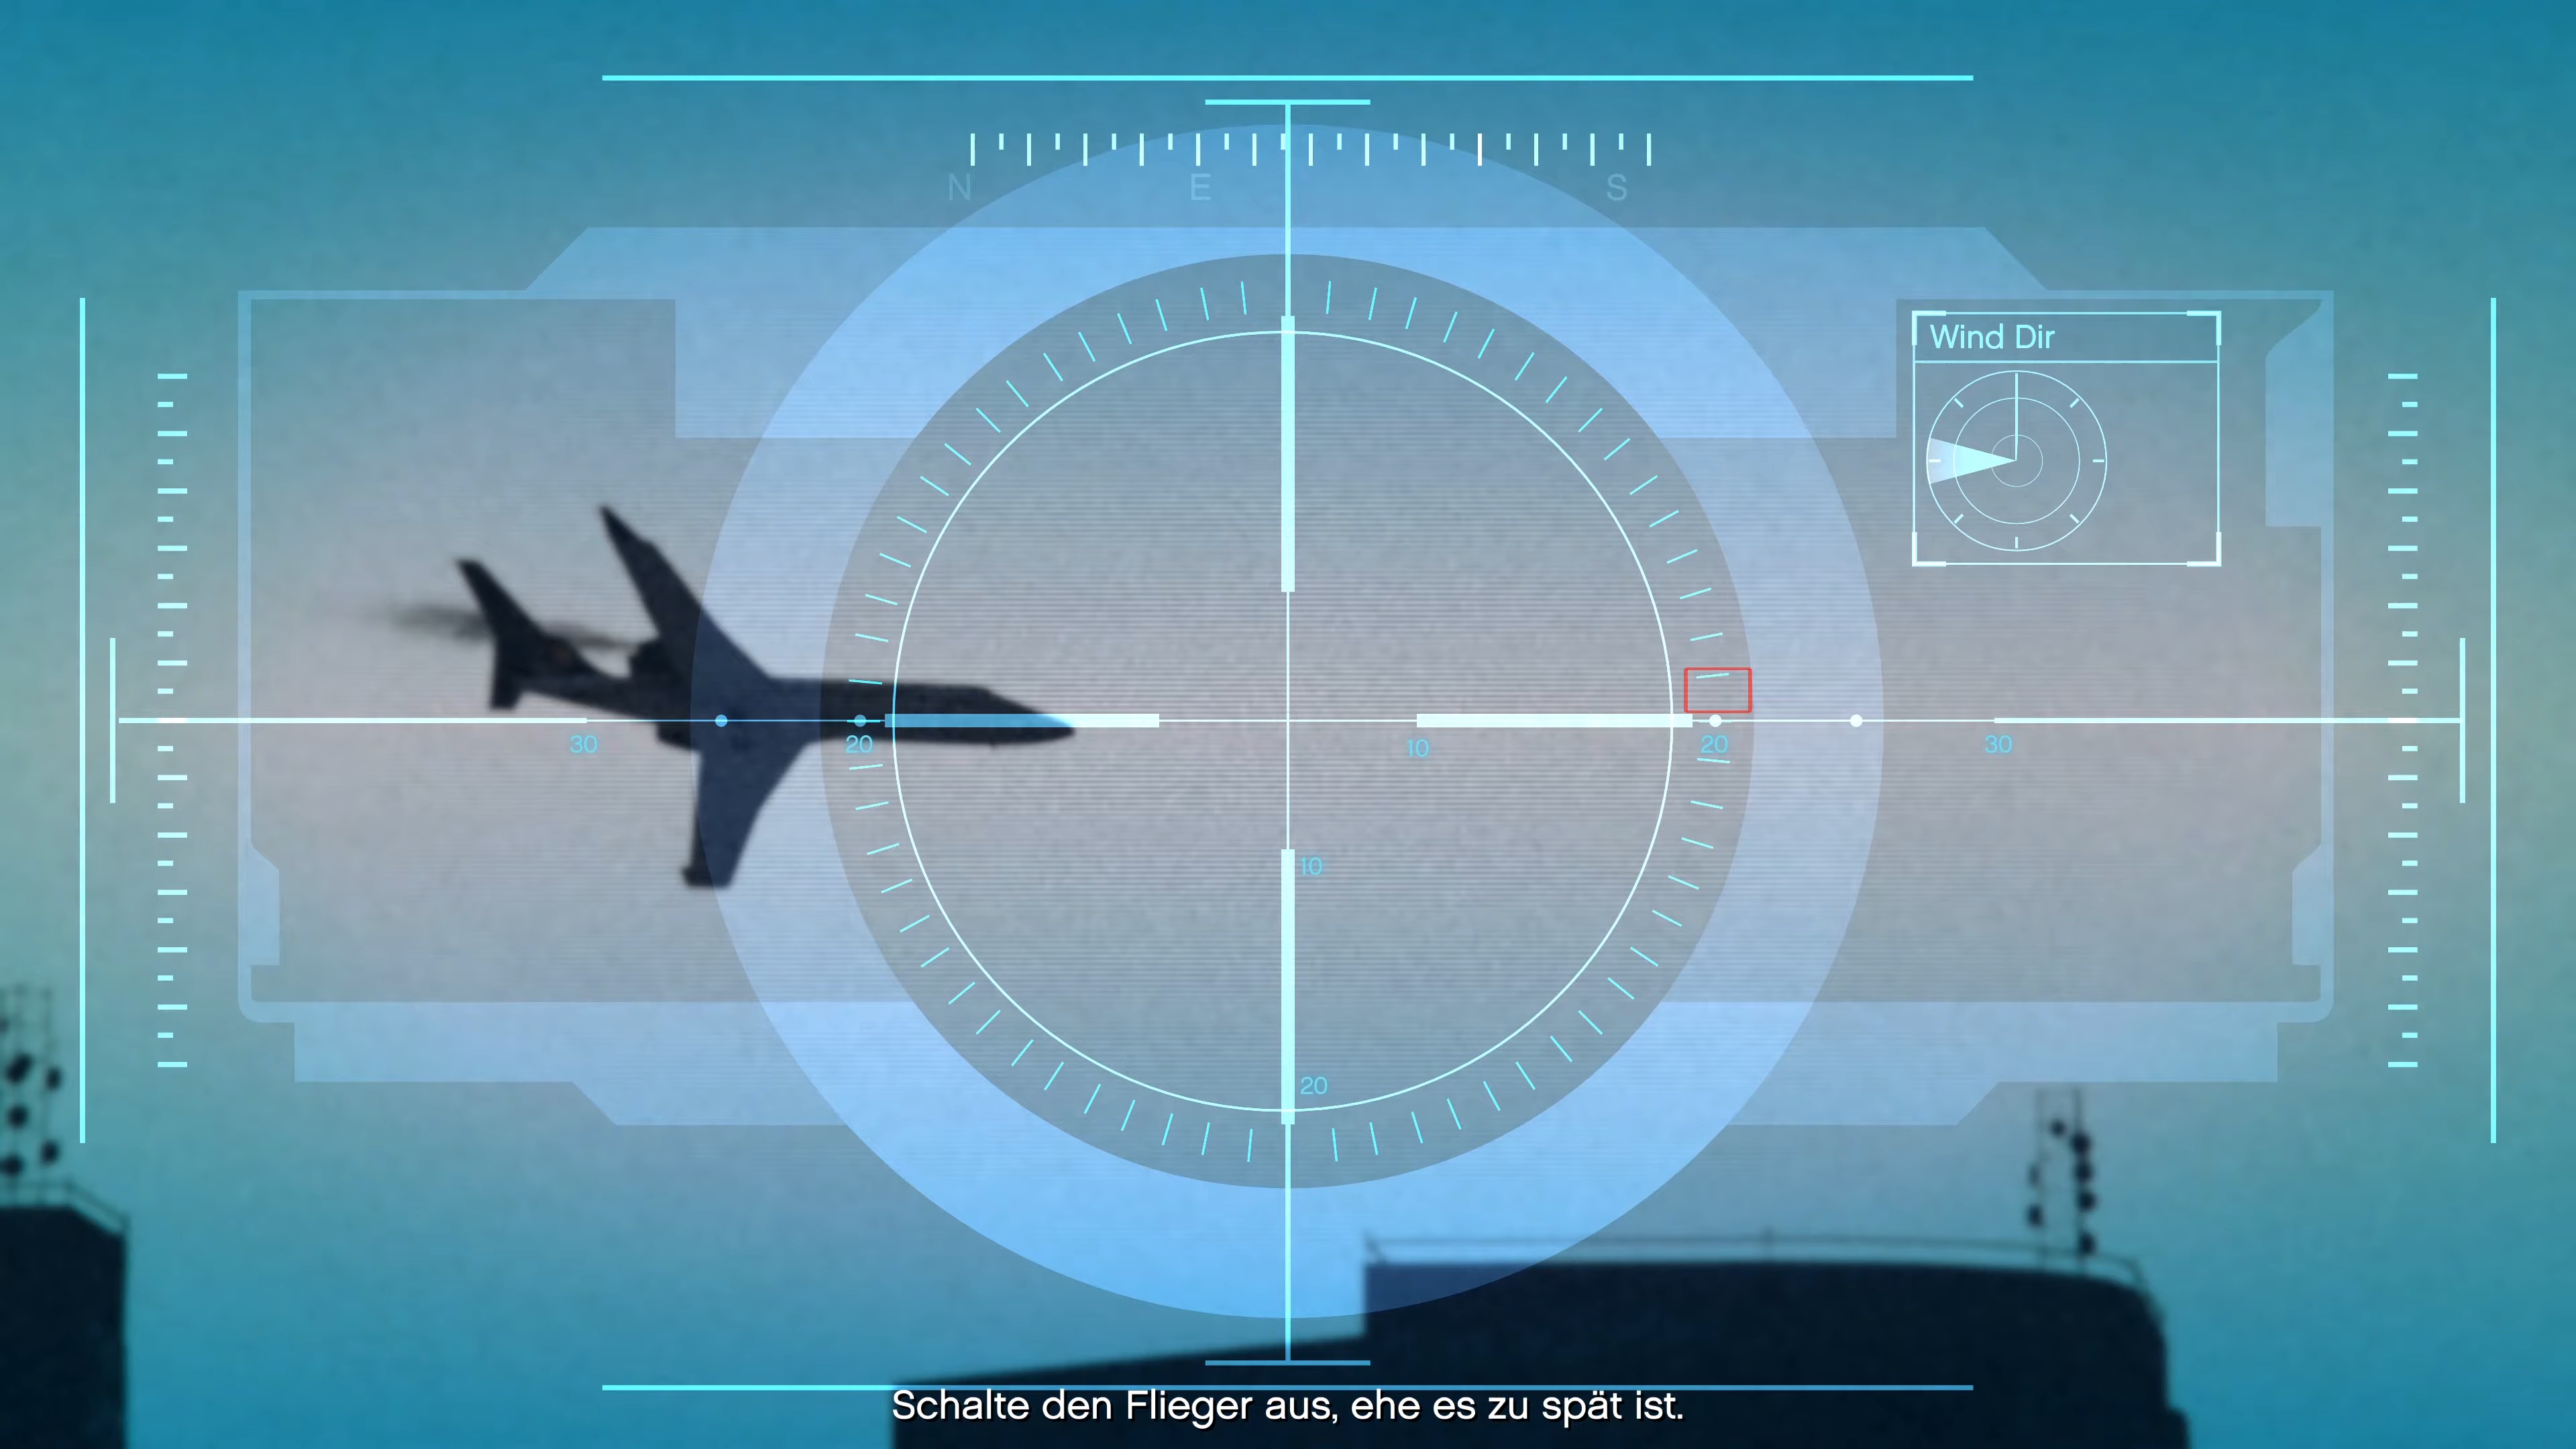 N E S
Wind Dir
30 20 10 20 30
10
20
Schalte den Flieger aus, ehe es zu spät ist.